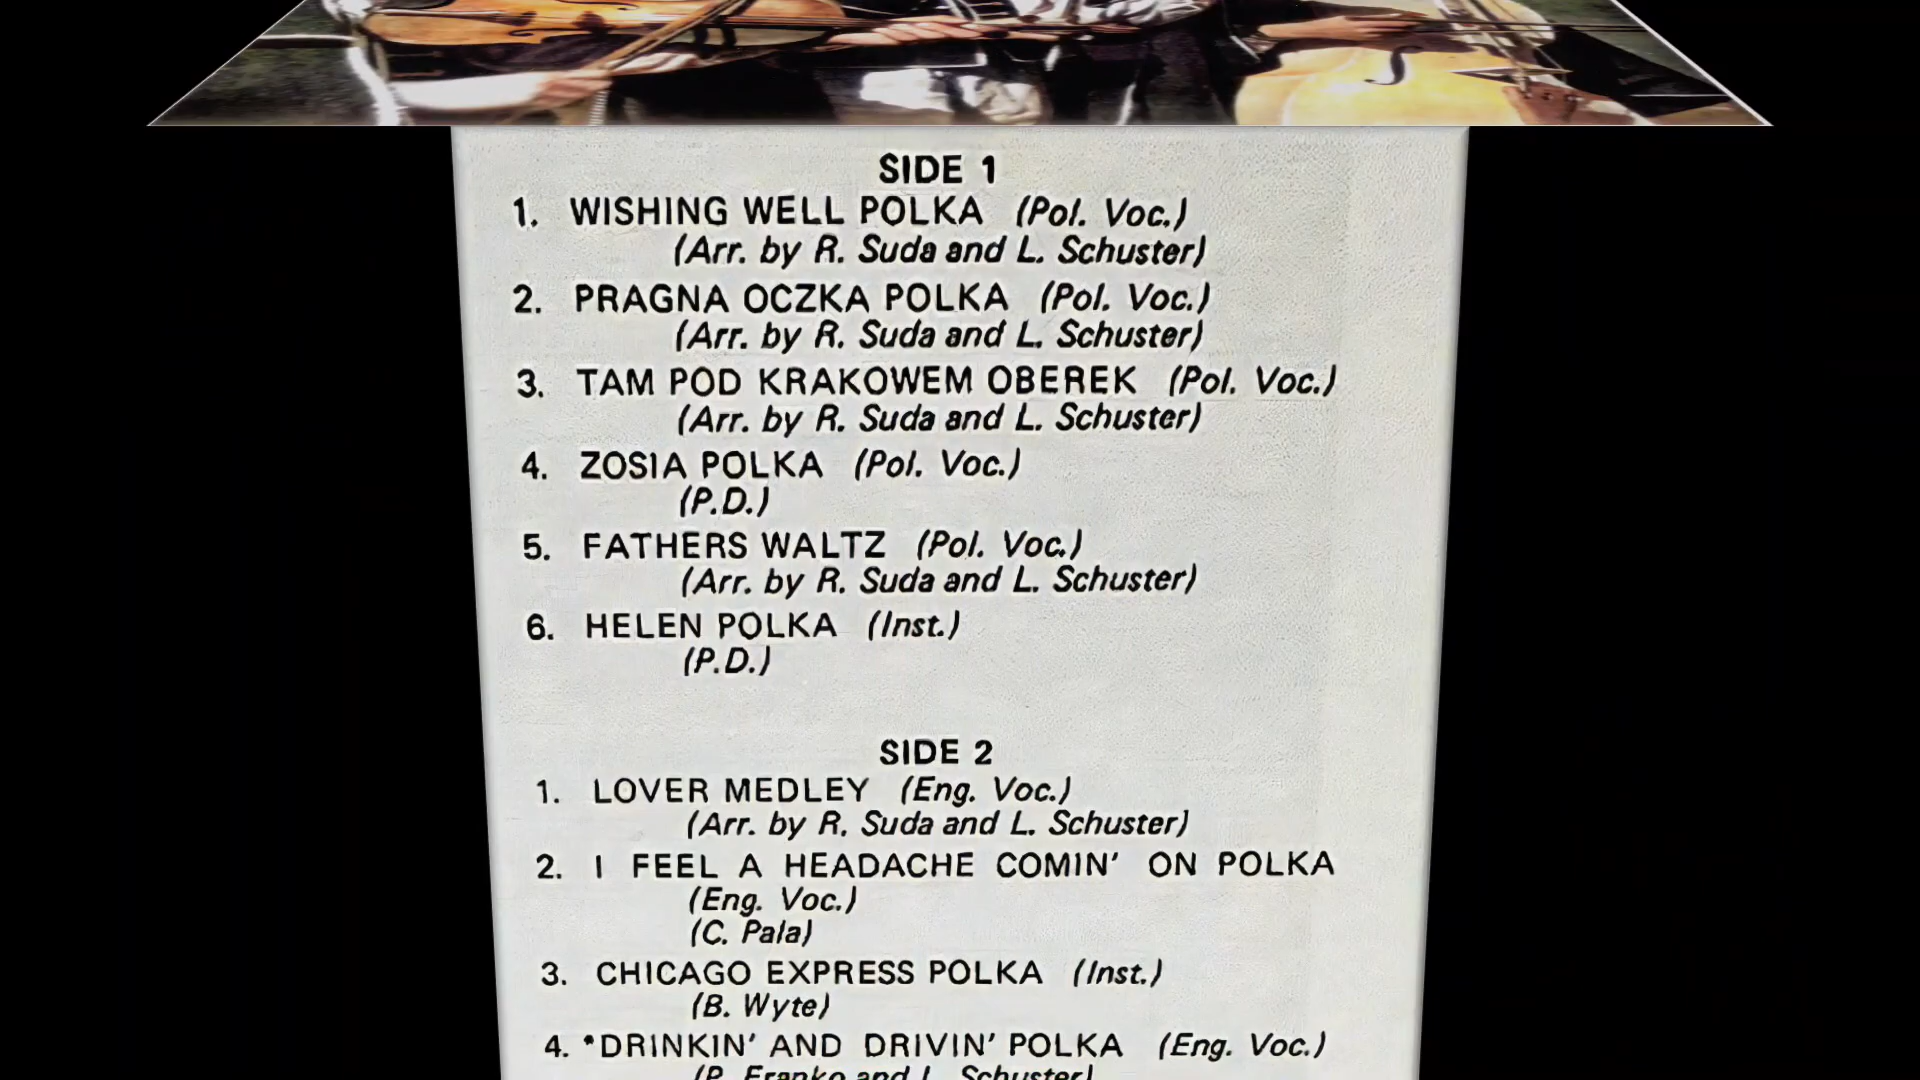 SIDE 1
1. WISHING WELL POLKA (Pol. Voc.)
(Arr. by R. Suda and L. Schuster)
2. PRAGNA OCZKA POLKA (Pol. Voc.)
(Arr. by R. Suda and L. Schuster)
3. TAM POD KRAKOWEM OBEREK (Pol. Voc.)
(Arr. by R. Suda and L. Schuster)
4. ZOSIA POLKA (Pol. Voc.)
(P.D.)
5. FATHERS WALTZ (Pol. Voc.)
(Arr. by R. Suda and L. Schuster)
6. HELEN POLKA (Inst.)
(P.D.)
SIDE 2
1. LOVER MEDLEY (Eng. Voc.)
(Arr. by R. Suda and L. Schuster)
2. I FEEL A HEADACHE COMIN' ON POLKA
(Eng. Voc.)
(C. Pala)
3. CHICAGO EXPRESS POLKA (Inst.)
(B. Wyte)
4. *DRINKIN' AND DRIVIN' POLKA (Eng. Voc.)
Franko and L. Schuster)